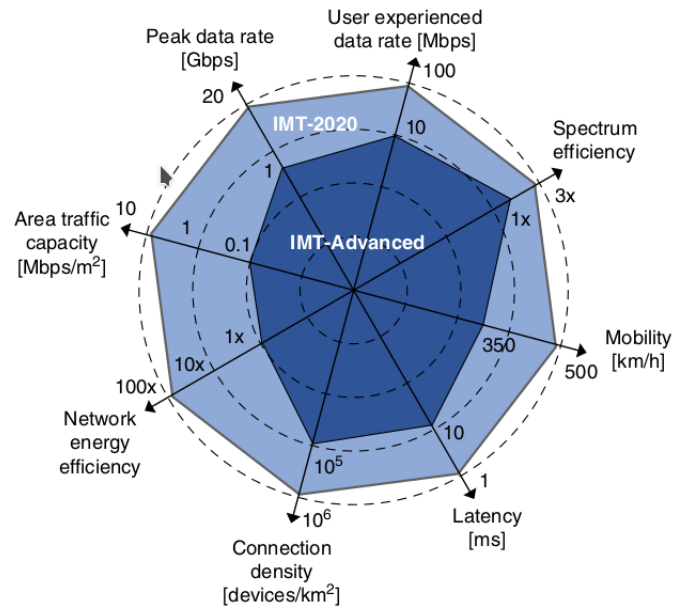 User experienced
data rate [Mbps]
Peak data rate
[Gbps]
100
20
IMT-2020
10
Spectrum
efficiency
1
3x
1x
10
Area traffic
capacity
[Mbps/m²]
1
0.1
IMT-Advanced
1x
350
Mobility
[km/h]
10x
500
100x
Network
energy
efficiency
10
10⁵
1
10⁶
Latency
[ms]
Connection
density
[devices/km²]